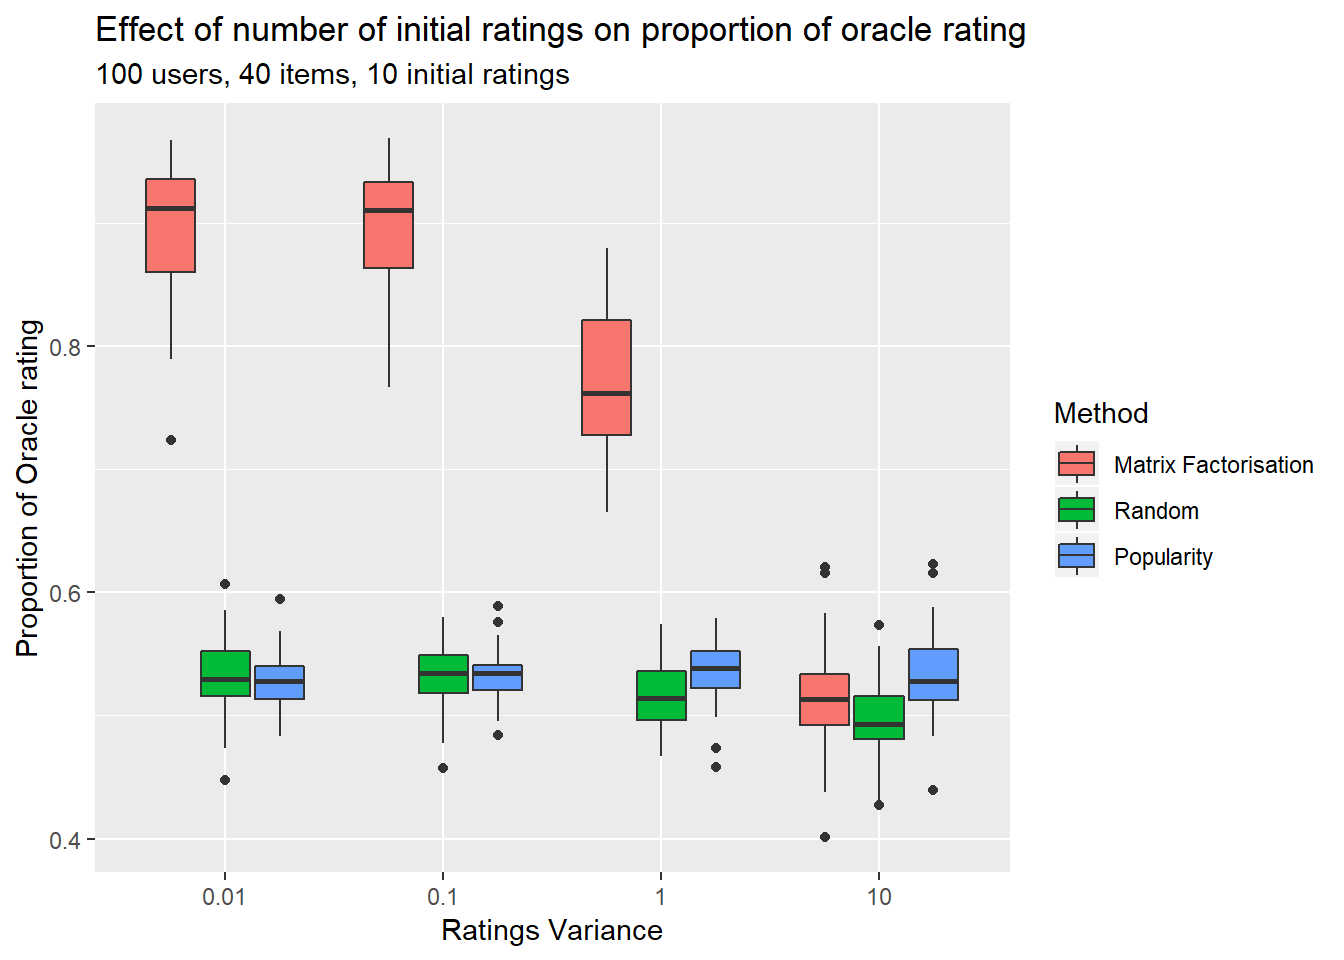 Effect of number of initial ratings on proportion of oracle rating
100 users, 40 items, 10 initial ratings
Proportion of Oracle rating
0.8
0.6
0.4
0.01
0.1
1
10
Ratings Variance
Method
Matrix Factorisation
Random
Popularity